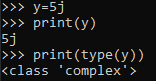 >>> y=5j
>>> print(y)
5j
>>> print(type(y))
<class 'complex'>